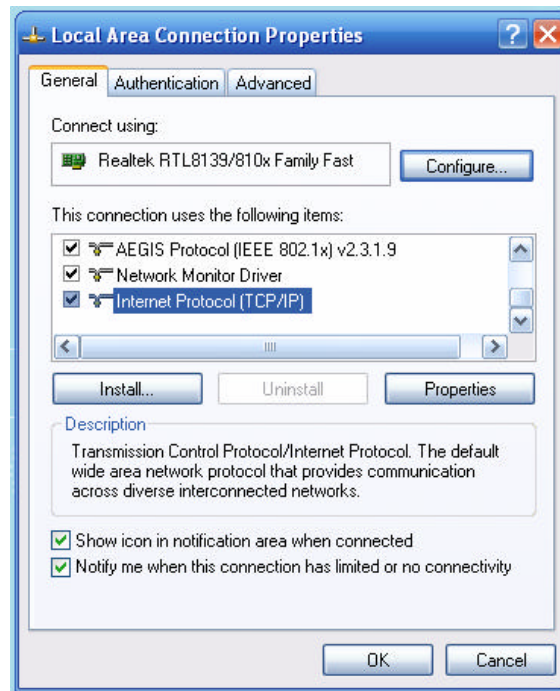 Local Area Connection Properties
General Authentication Advanced
Connect using:
Realtek RTL8139/810x Family Fast
Configure...
This connection uses the following items:
AEGIS Protocol (IEEE 802.1x) v2.3.1.9
Network Monitor Driver
Internet Protocol (TCP/IP)
Install... Uninstall Properties
Description
Transmission Control Protocol/Internet Protocol. The default
wide area network protocol that provides communication
across diverse interconnected networks.
Show icon in notification area when connected
Notify me when this connection has limited or no connectivity
OK Cancel